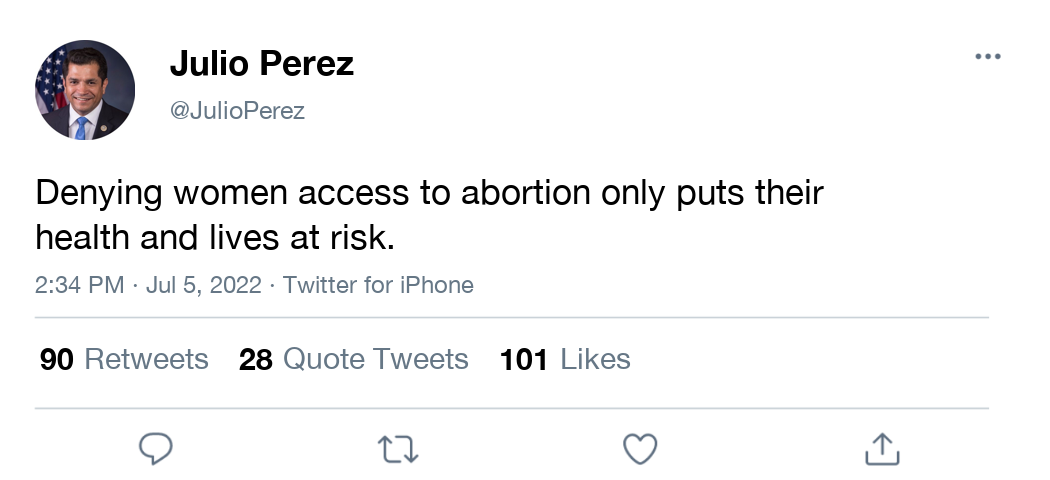 Julio Perez
@JulioPerez
Denying women access to abortion only puts their
health and lives at risk.
2:34 PM · Jul 5, 2022 · Twitter for iPhone
90 Retweets 28 Quote Tweets 101 Likes